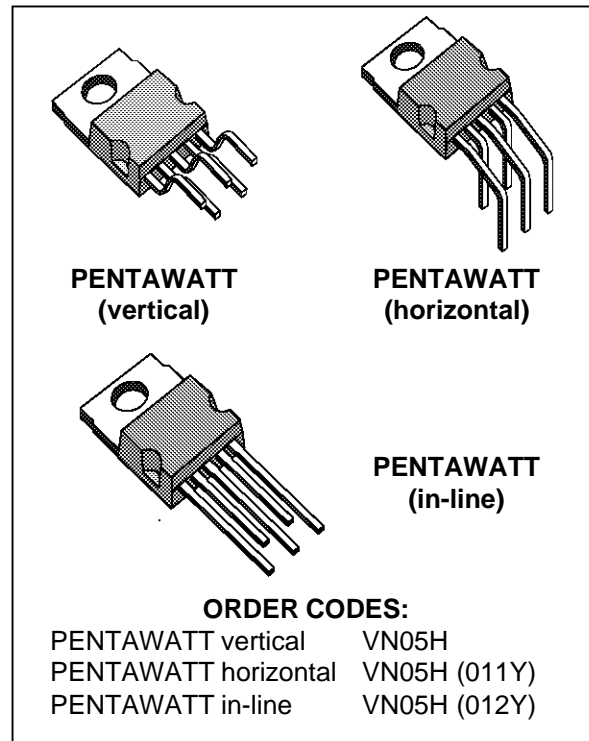 PENTAWATT
(vertical)
PENTAWATT
(horizontal)
PENTAWATT
(in-line)
ORDER CODES:
PENTAWATT vertical VN05H
PENTAWATT horizontal VN05H (011Y)
PENTAWATT in-line VN05H (012Y)